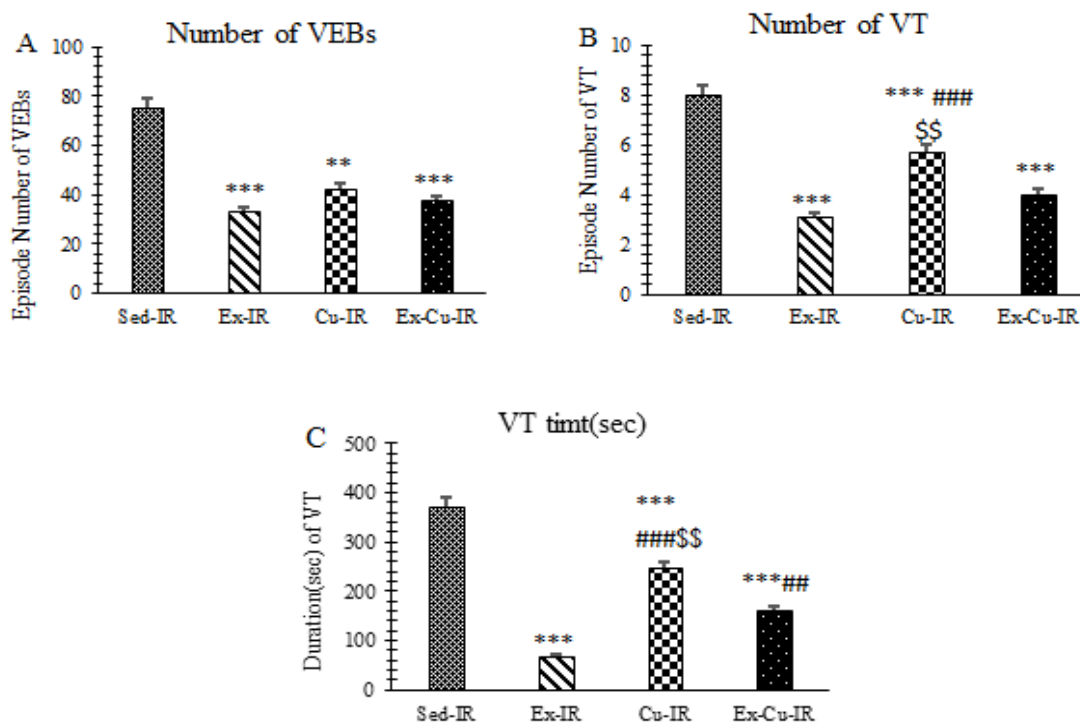 A
Number of VEBs
Episode Number of VEBs
100
80
60
40
20
0
***
**
***
Sed-IR Ex-IR Cu-IR Ex-Cu-IR
B
Number of VT
Episode Number of VT
10
8
6
4
2
0
***
*** ###
$$
***
Sed-IR Ex-IR Cu-IR Ex-Cu-IR
C
VT timt(sec)
Duration(sec) of VT
500
400
300
200
100
0
***
***
###$$
***##
Sed-IR Ex-IR Cu-IR Ex-Cu-IR